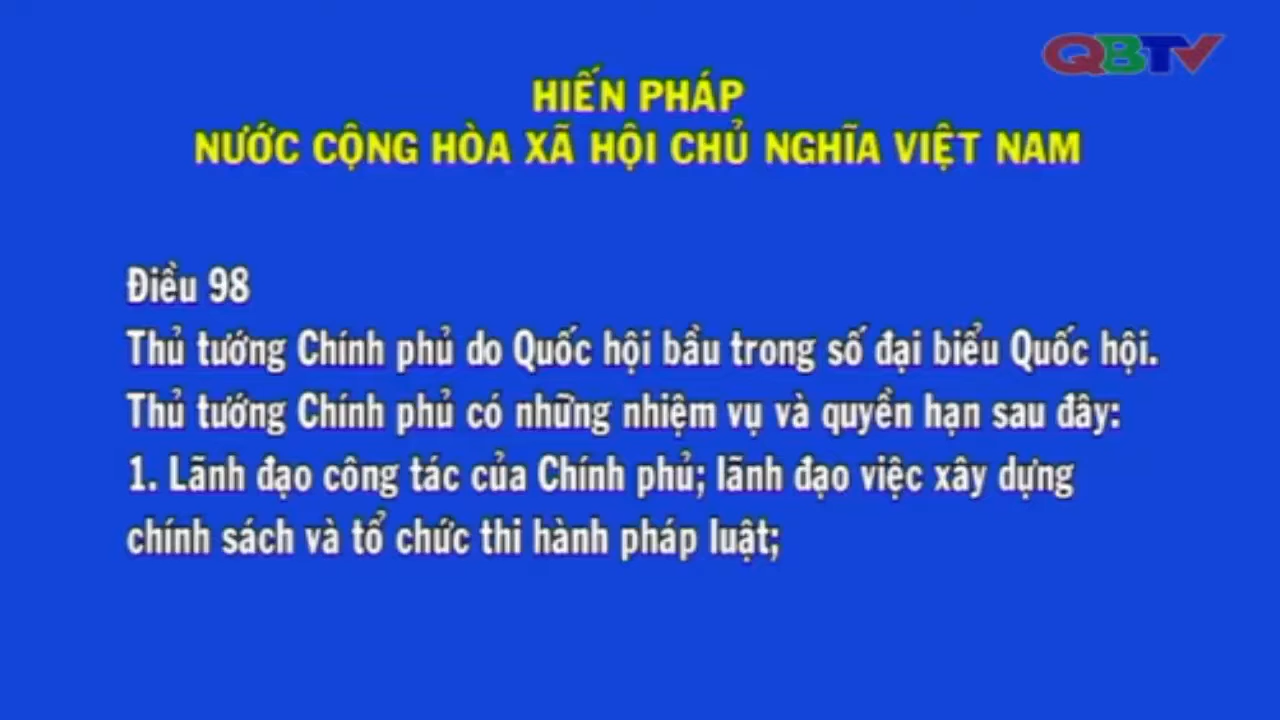 QBTV
HIẾN PHÁP
NƯỚC CỘNG HÒA XÃ HỘI CHỦ NGHĨA VIỆT NAM
Điều 98
Thủ tướng Chính phủ do Quốc hội bầu trong số đại biểu Quốc hội.
Thủ tướng Chính phủ có những nhiệm vụ và quyền hạn sau đây:
1. Lãnh đạo công tác của Chính phủ; lãnh đạo việc xây dựng
chính sách và tổ chức thi hành pháp luật;